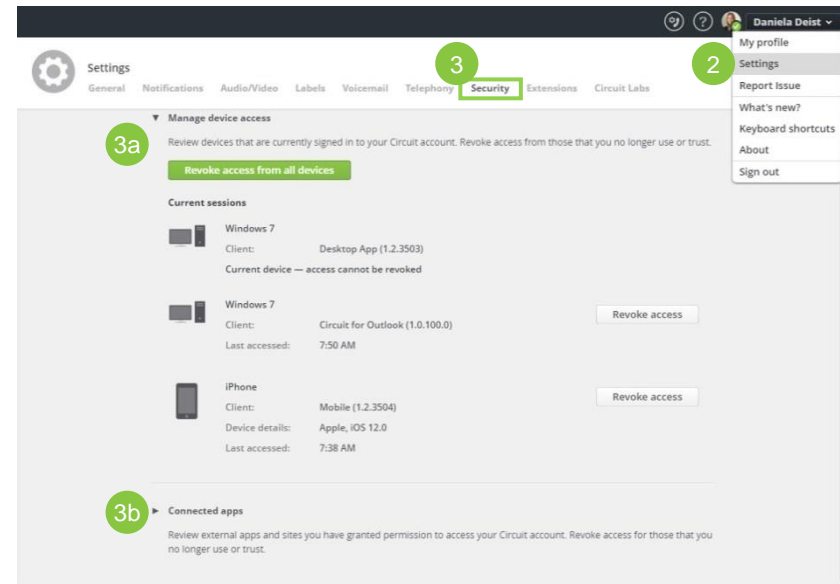 Daniela Deist
My profile
2
Settings
Report Issue
What's new?
Keyboard shortcuts
About
Sign out
Settings
3
General Notifications Audio/Video Labels Voicemail Telephony Security Extensions Circuit Labs
3a
Manage device access
Review devices that are currently signed in to your Circuit account. Revoke access from those that you no longer use or trust.
Revoke access from all devices
Current sessions
Windows 7
Client: Desktop App (1.2.3503)
Current device — access cannot be revoked
Windows 7
Client: Circuit for Outlook (1.0.100.0)
Revoke access
Last accessed: 7:50 AM
iPhone
Client: Mobile (1.2.3504)
Revoke access
Device details: Apple, iOS 12.0
Last accessed: 7:38 AM
3b
Connected apps
Review external apps and sites you have granted permission to access your Circuit account. Revoke access for those that you
no longer use or trust.